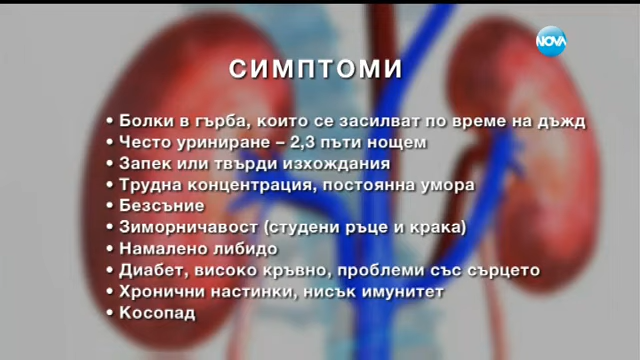 NOVA
СИМПТОМИ
• Болки в гърба, които се засилват по време на дъжд
• Често уриниране – 2,3 пъти нощем
• Запек или твърди изхождания
• Трудна концентрация, постоянна умора
• Безсъние
• Зиморничавост (студени ръце и крака)
• Намалено либидо
• Диабет, високо кръвно, проблеми със сърцето
• Хронични настинки, нисък имунитет
• Косопад